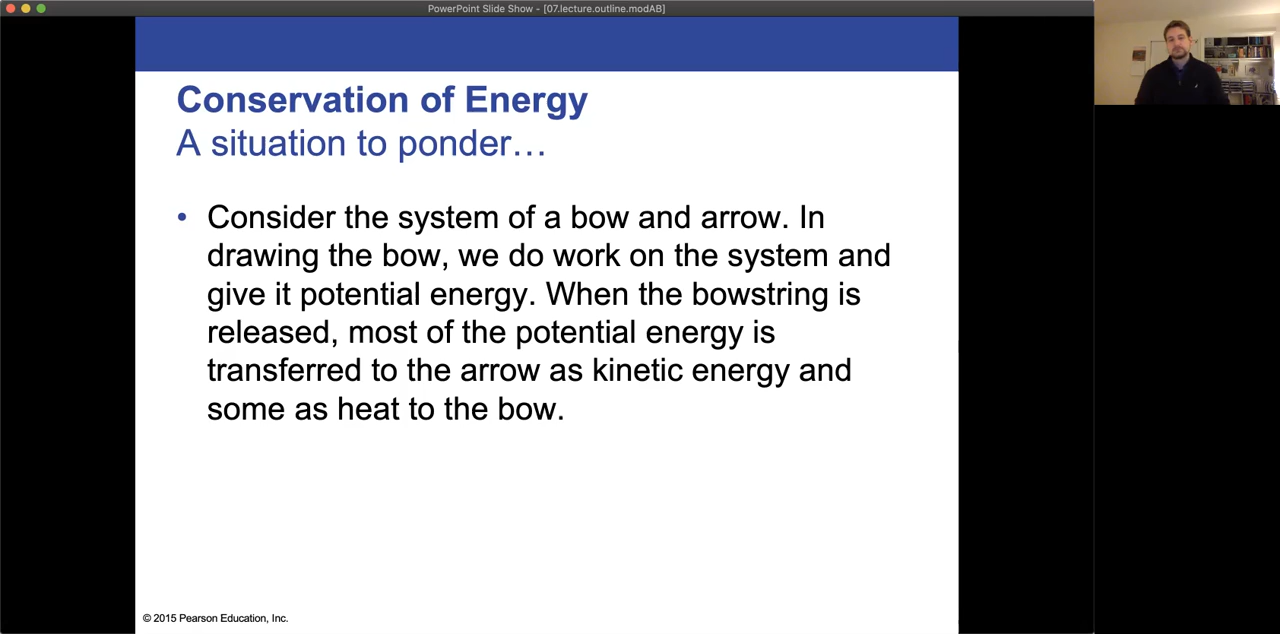 PowerPoint Slide Show - [07.lecture.outline.modAB]
Conservation of Energy
A situation to ponder…
• Consider the system of a bow and arrow. In
drawing the bow, we do work on the system and
give it potential energy. When the bowstring is
released, most of the potential energy is
transferred to the arrow as kinetic energy and
some as heat to the bow.
© 2015 Pearson Education, Inc.